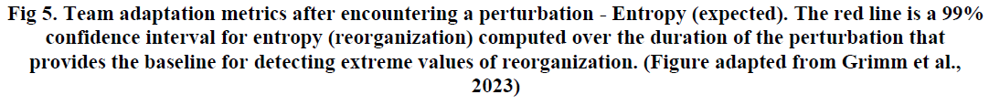 Fig 5. Team adaptation metrics after encountering a perturbation - Entropy (expected). The red line is a 99%
confidence interval for entropy (reorganization) computed over the duration of the perturbation that
provides the baseline for detecting extreme values of reorganization. (Figure adapted from Grimm et al.,
2023)